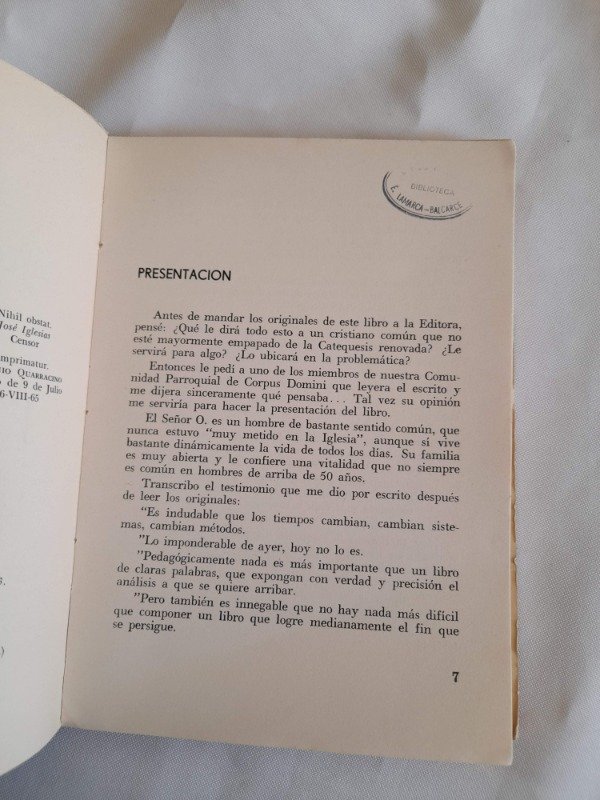 Nihil obstat.
José Iglesias
Censor
mprimatur.
NIO QUARRACINO
o de 9 de Julio
6-VIII-65
s.
)
BIBLIOTECA
E. LAMARCA—BALCARCE
PRESENTACION
Antes de mandar los originales de este libro a la Editora,
pensé: ¿Qué le dirá todo esto a un cristiano común que no
esté mayormente empapado de la Catequesis renovada? ¿Le
servirá para algo? ¿Lo ubicará en la problemática?
Entonces le pedí a uno de los miembros de nuestra Comu-
nidad Parroquial de Corpus Domini que leyera el escrito y
me dijera sinceramente qué pensaba... Tal vez su opinión
me serviría para hacer la presentación del libro.
El Señor O. es un hombre de bastante sentido común, que
nunca estuvo "muy metido en la Iglesia", aunque sí vive
bastante dinámicamente la vida de todos los días. Su familia
es muy abierta y le confiere una vitalidad que no siempre
es común en hombres de arriba de 50 años.
Transcribo el testimonio que me dio por escrito después
de leer los originales:
"Es indudable que los tiempos cambian, cambian siste-
mas, cambian métodos.
"Lo imponderable de ayer, hoy no lo es.
"Pedagógicamente nada es más importante que un libro
de claras palabras, que expongan con verdad y precisión el
análisis a que se quiere arribar.
"Pero también es innegable que no hay nada más difícil
que componer un libro que logre medianamente el fin que
se persigue.
7